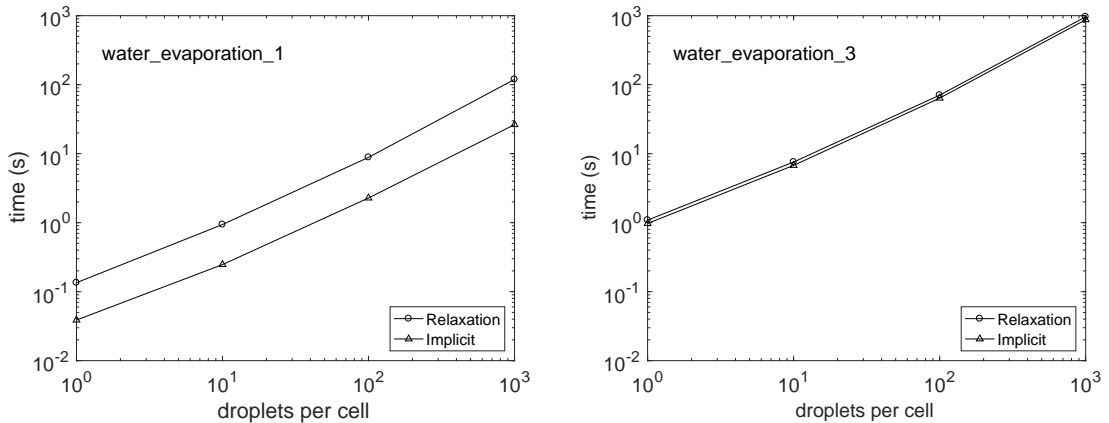 water_evaporation_1
time (s)
10^3
10^2
10^1
10^0
10^-1
10^-2
Relaxation
Implicit
10^0 10^1 10^2 10^3
droplets per cell
water_evaporation_3
time (s)
10^3
10^2
10^1
10^0
10^-1
10^-2
Relaxation
Implicit
10^0 10^1 10^2 10^3
droplets per cell